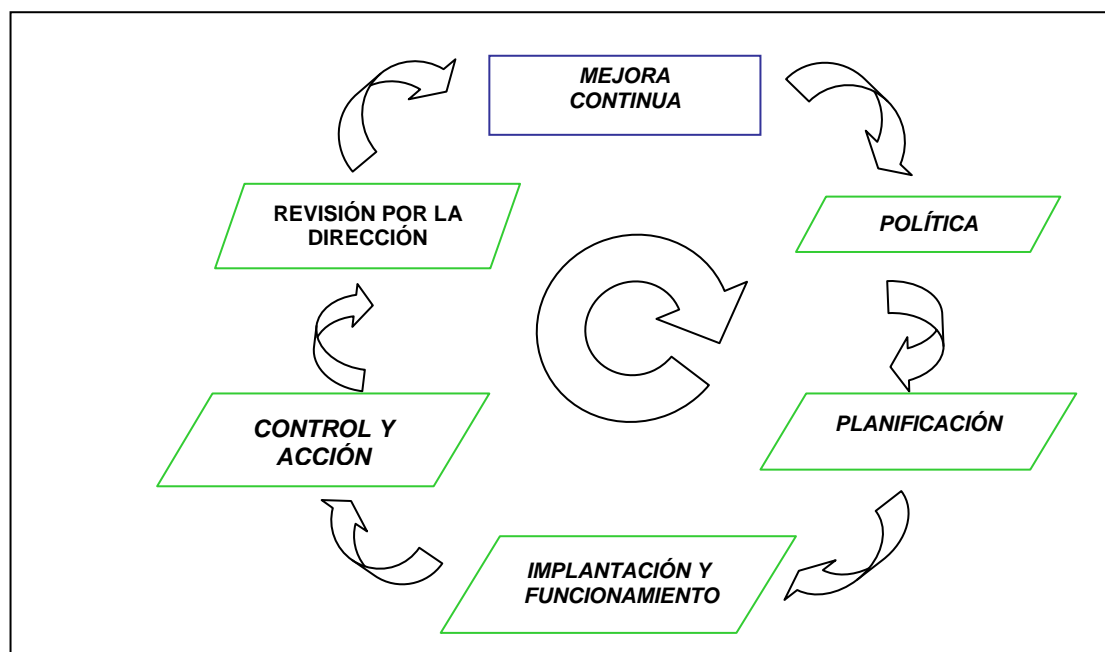 MEJORA
CONTINUA
POLÍTICA
PLANIFICACIÓN
IMPLANTACIÓN Y
FUNCIONAMIENTO
CONTROL Y
ACCIÓN
REVISIÓN POR LA
DIRECCIÓN